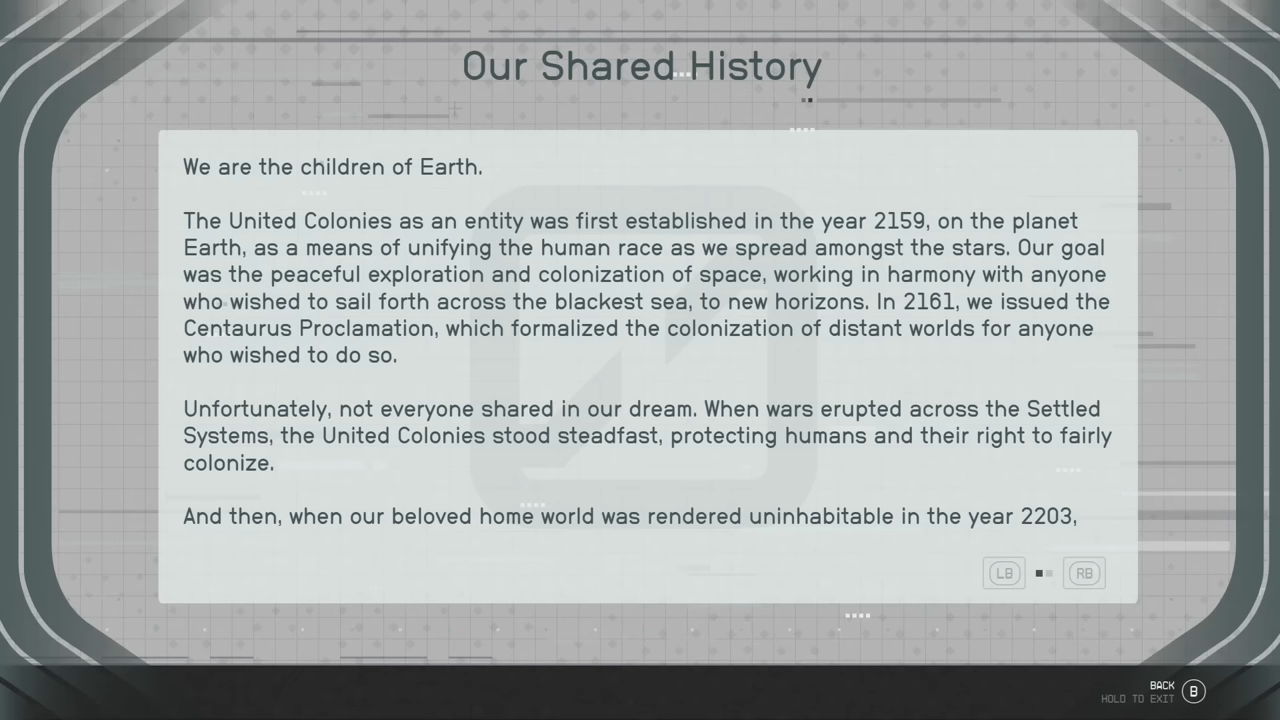 Our Shared History
We are the children of Earth.
The United Colonies as an entity was first established in the year 2159, on the planet
Earth, as a means of unifying the human race as we spread amongst the stars. Our goal
was the peaceful exploration and colonization of space, working in harmony with anyone
who wished to sail forth across the blackest sea, to new horizons. In 2161, we issued the
Centaurus Proclamation, which formalized the colonization of distant worlds for anyone
who wished to do so.
Unfortunately, not everyone shared in our dream. When wars erupted across the Settled
Systems, the United Colonies stood steadfast, protecting humans and their right to fairly
colonize.
And then, when our beloved home world was rendered uninhabitable in the year 2203,
LB RB
BACK
HOLD TO EXIT B